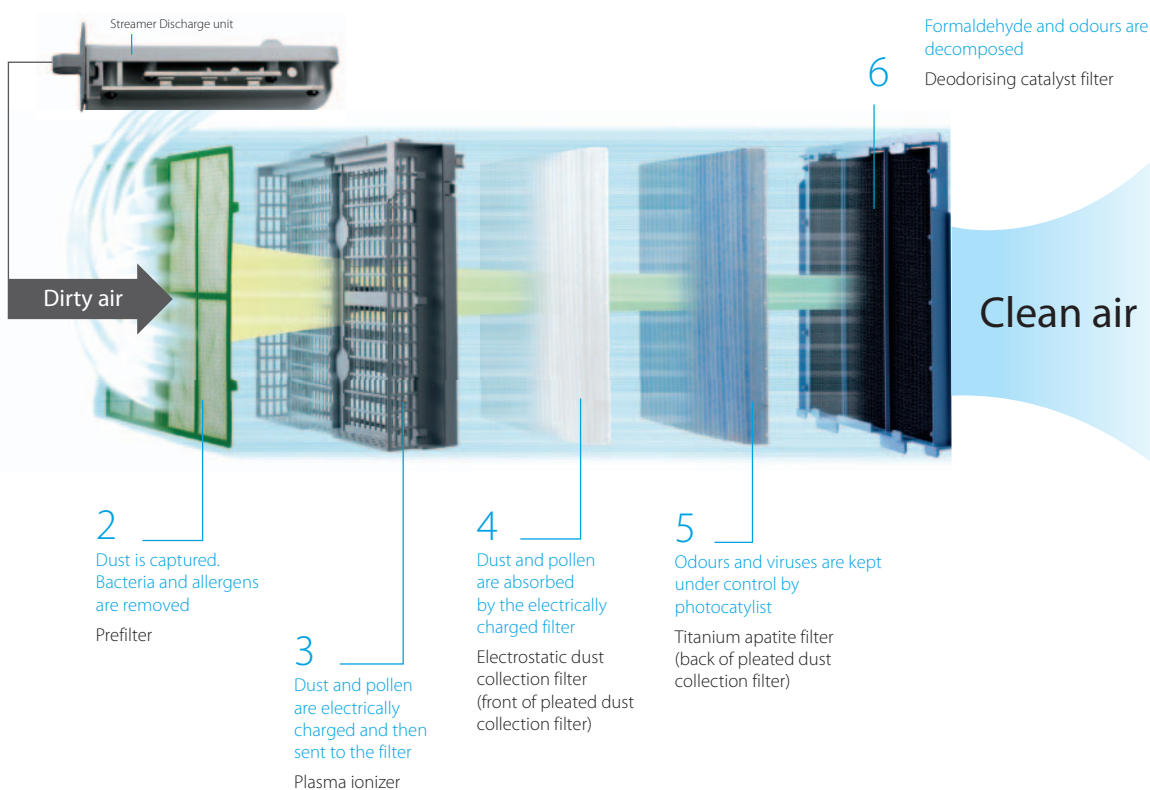 Streamer Discharge unit
Formaldehyde and odours are
decomposed
6
Deodorising catalyst filter
Dirty air
Clean air
2
Dust is captured.
Bacteria and allergens
are removed
Prefilter
3
Dust and pollen
are electrically
charged and then
sent to the filter
Plasma ionizer
4
Dust and pollen
are absorbed
by the electrically
charged filter
Electrostatic dust
collection filter
(front of pleated dust
collection filter)
5
Odours and viruses are kept
under control by
photocatylist
Titanium apatite filter
(back of pleated dust
collection filter)